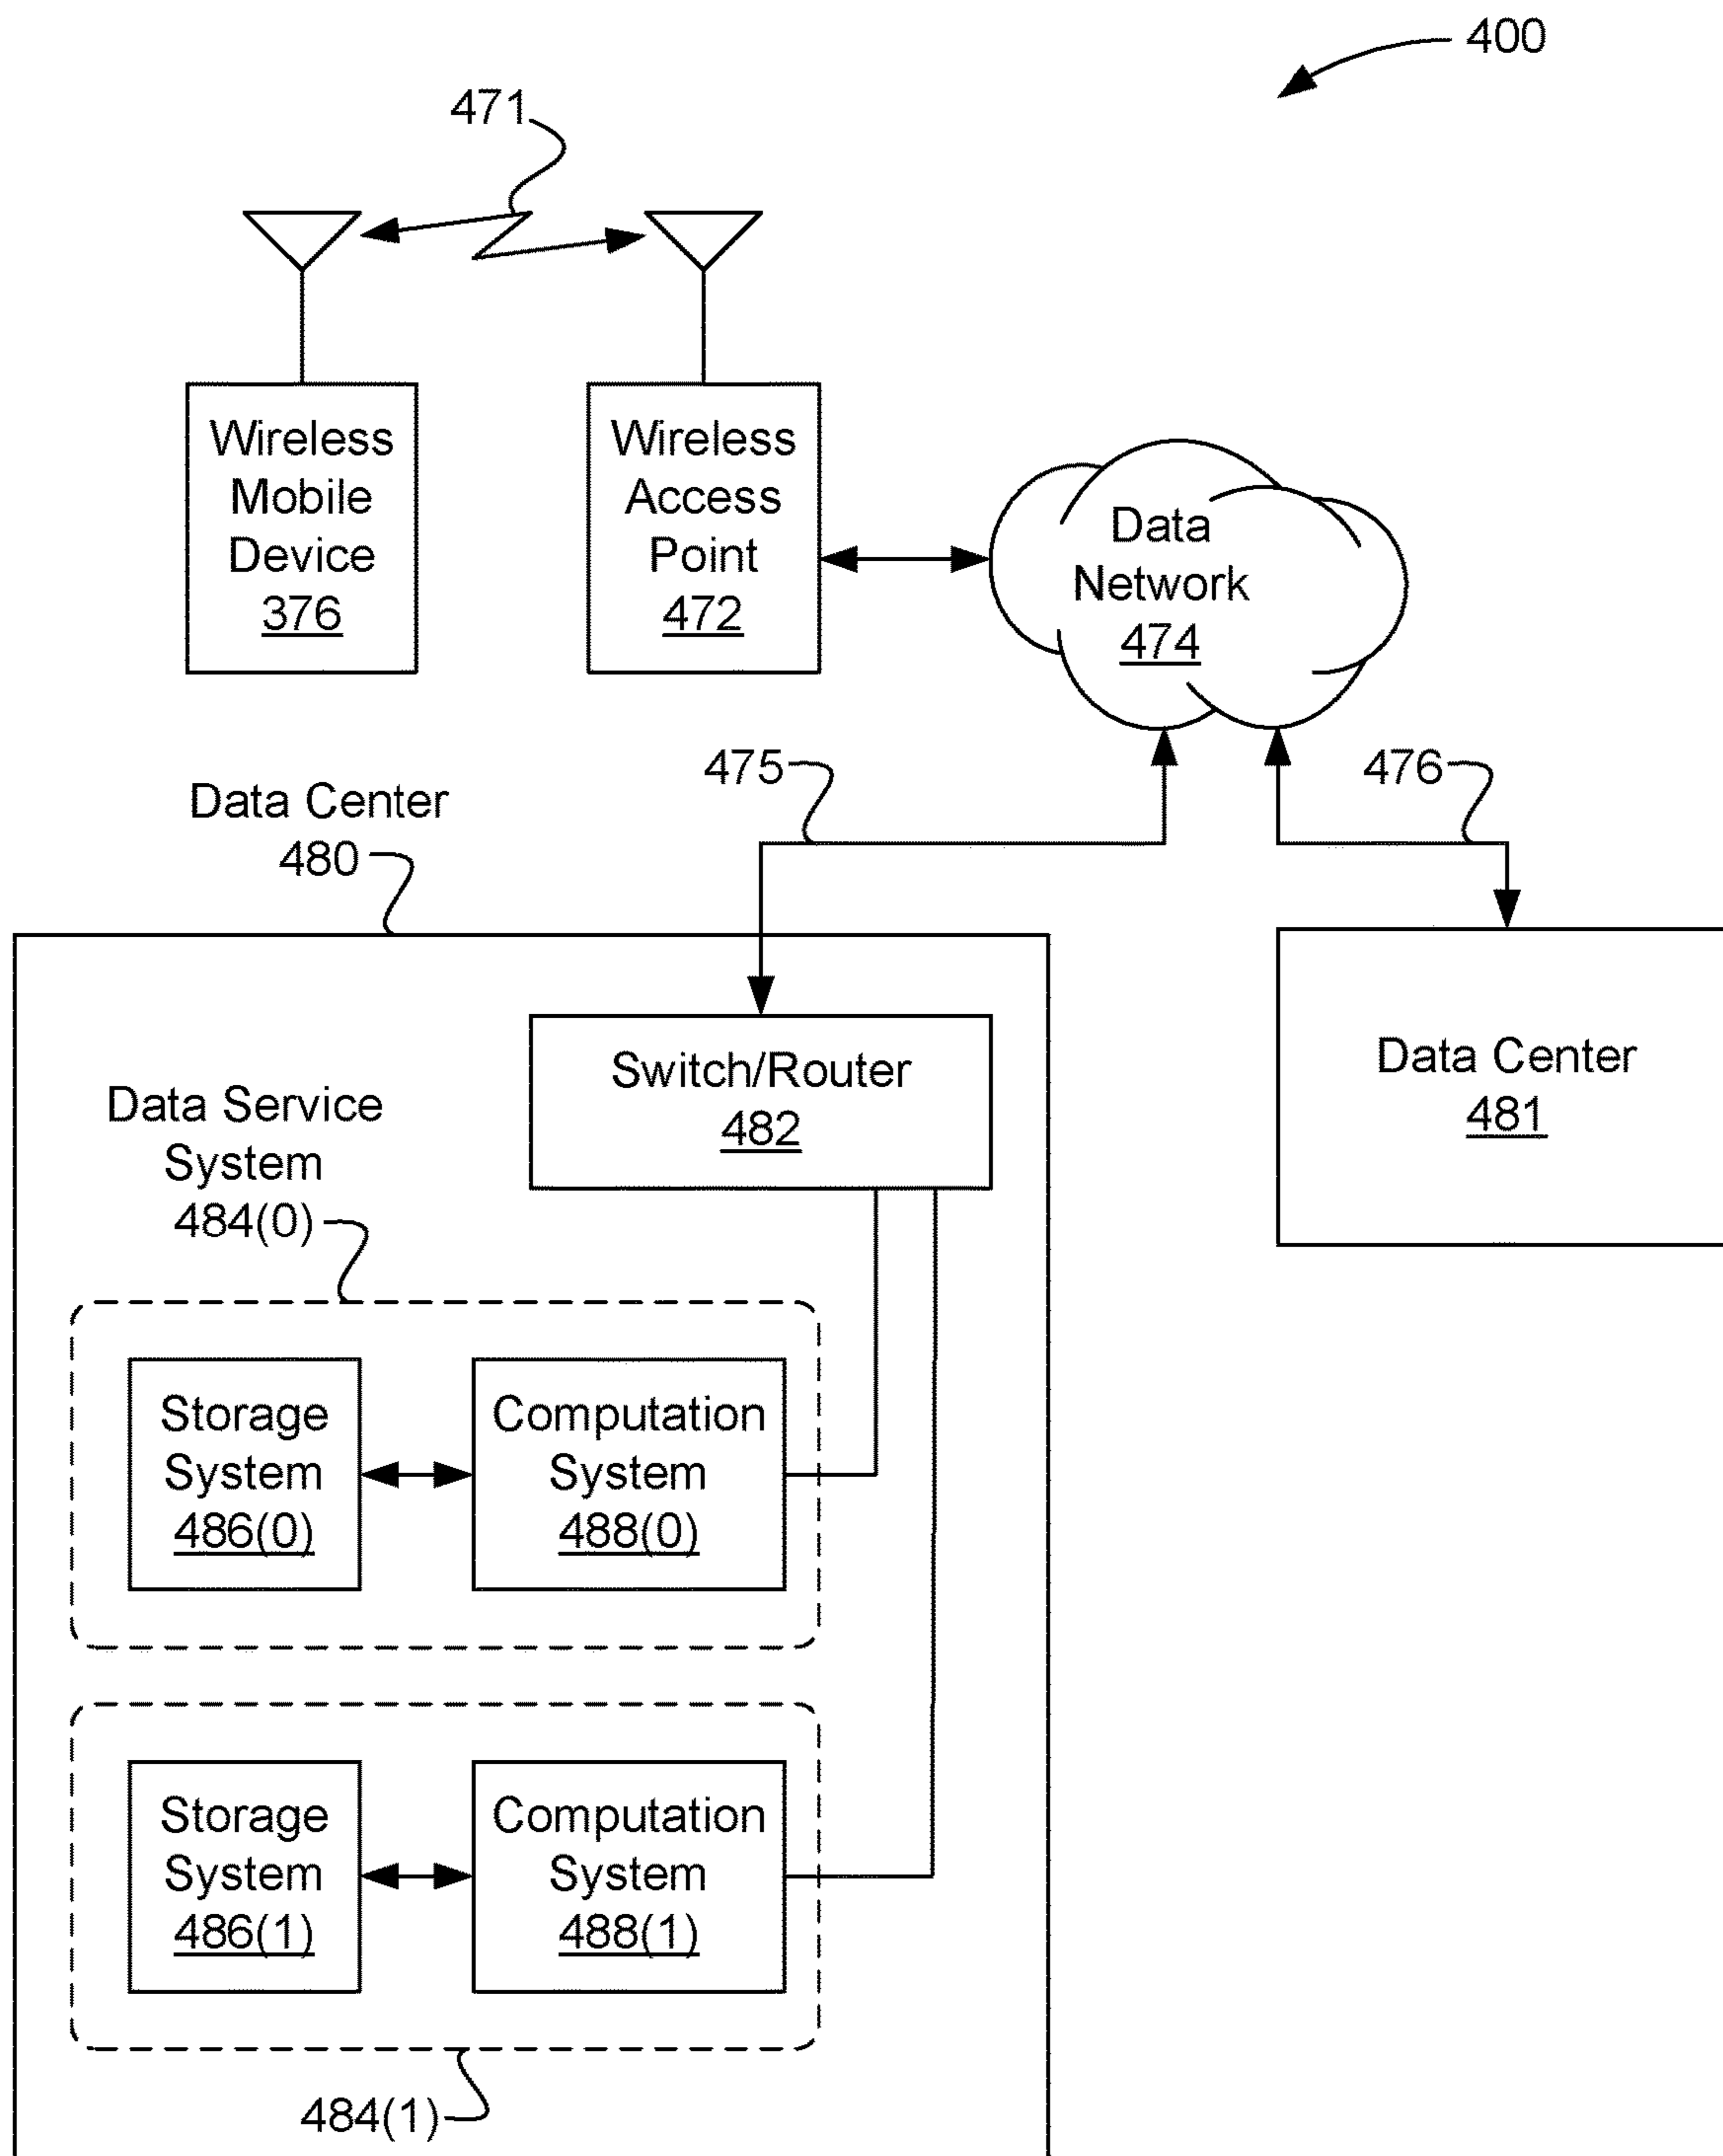 400
471
Wireless
Mobile
Device
376
Wireless
Access
Point
472
Data
Network
474
475
476
Data Center
480
Switch/Router
482
Data Center
481
Data Service
System
484(0)
Storage
System
486(0)
Computation
System
488(0)
Storage
System
486(1)
Computation
System
488(1)
484(1)